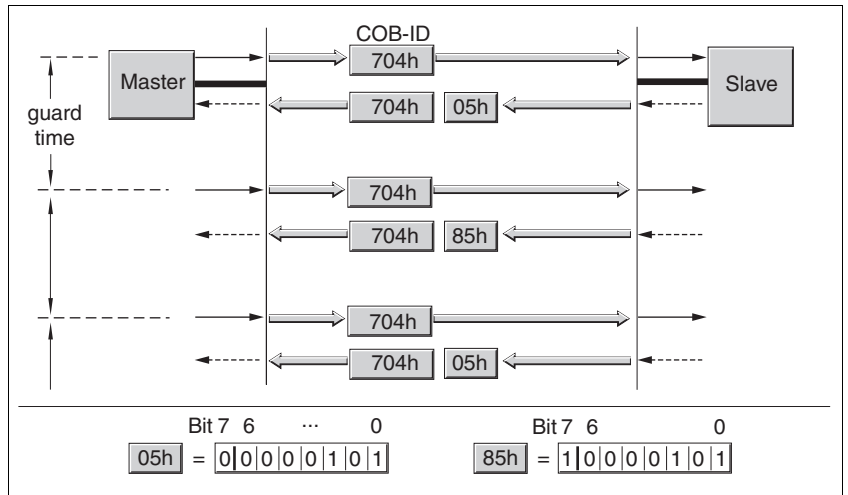 COB-ID
704h
Master
Slave
704h 05h
guard
time
704h
704h 85h
704h
704h 05h
Bit 7 6 ... 0
05h = 0 0 0 0 0 1 0 1
Bit 7 6 0
85h = 1 0 0 0 0 1 0 1